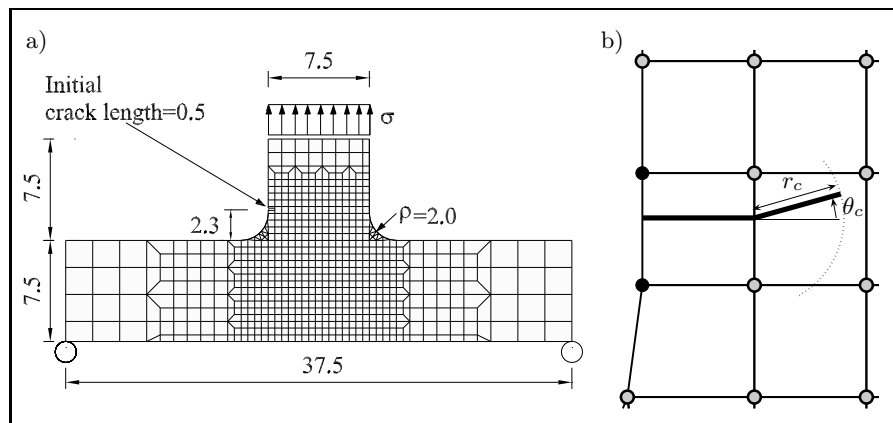 a)
b)
7.5
Initial
crack length=0.5
σ
7.5
2.3
ρ=2.0
7.5
37.5
r_c
θ_c